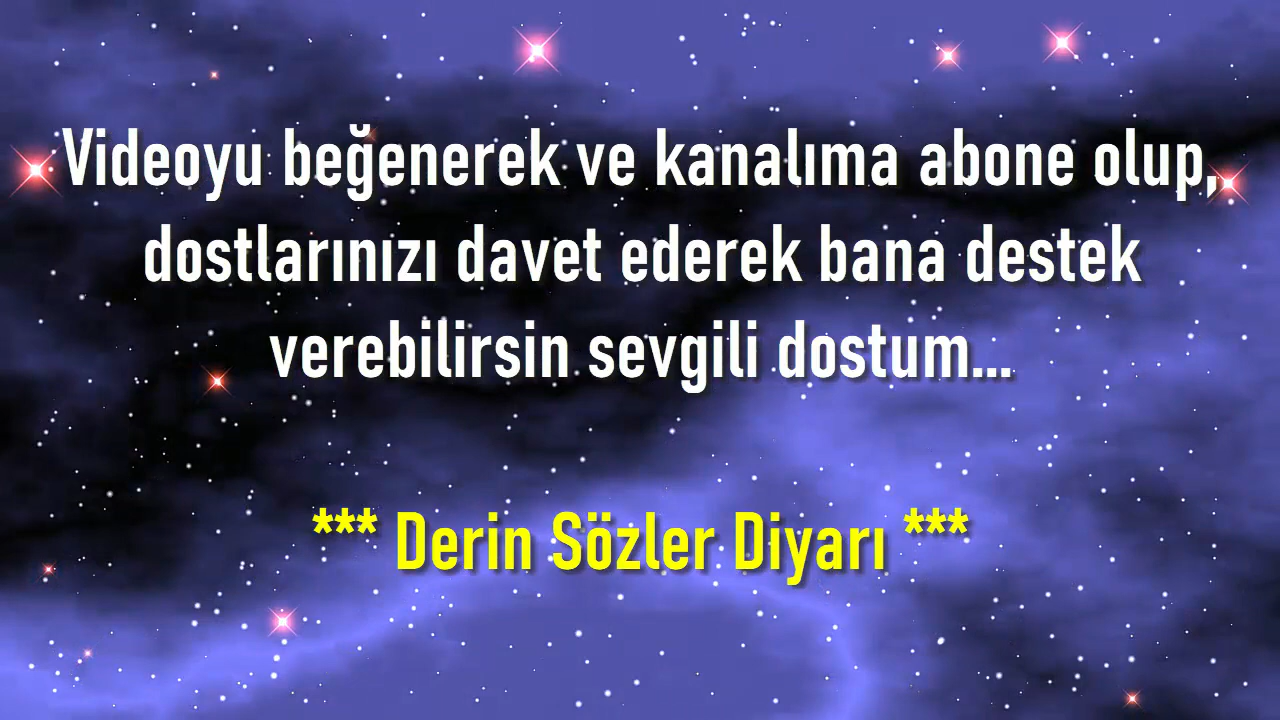 Videoyu beğenerek ve kanalıma abone olup,
dostlarınızı davet ederek bana destek
verebilirsin sevgili dostum...
*** Derin Sözler Diyarı ***